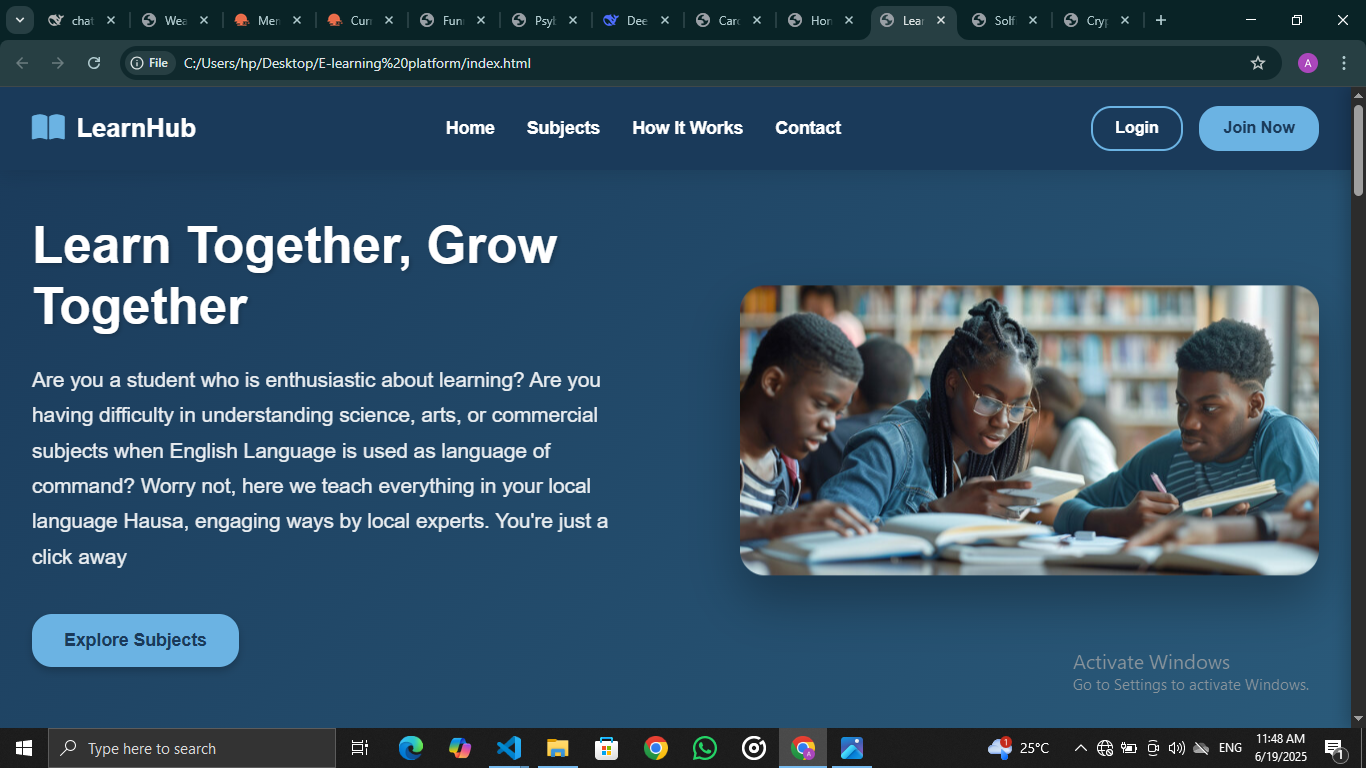 chat
Wea
Mer
Curr
Fun
Psyl
Dee
Card
Hon
Lear
Solf
Cryp
File
C:/Users/hp/Desktop/E-learning%20platform/index.html
A
LearnHub
Home
Subjects
How It Works
Contact
Login
Join Now
Learn Together, Grow
Together
Are you a student who is enthusiastic about learning? Are you
having difficulty in understanding science, arts, or commercial
subjects when English Language is used as language of
command? Worry not, here we teach everything in your local
language Hausa, engaging ways by local experts. You're just a
click away
Explore Subjects
Activate Windows
Go to Settings to activate Windows.
Type here to search
1
25°C
ENG
11:48 AM
6/19/2025
1